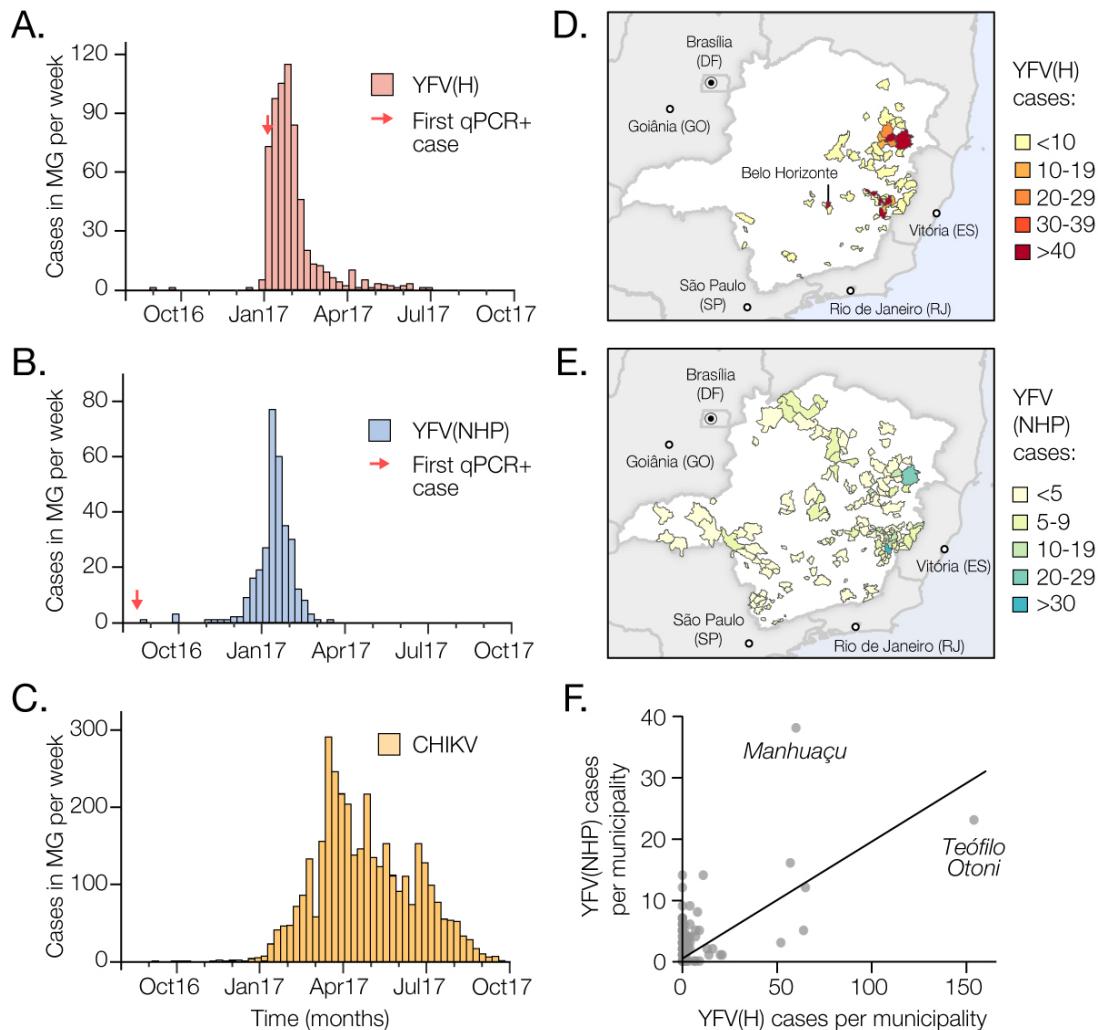 A.
Cases in MG per week
120
90
60
30
0
YFV(H)
First qPCR+
case
Oct16 Jan17 Apr17 Jul17 Oct17
B.
Cases in MG per week
80
60
40
20
0
YFV(NHP)
First qPCR+
case
Oct16 Jan17 Apr17 Jul17 Oct17
C.
Cases in MG per week
300
200
100
0
CHIKV
Oct16 Jan17 Apr17 Jul17 Oct17
Time (months)
D.
Brasília
(DF)
Goiânia (GO)
Belo Horizonte
Vitória (ES)
São Paulo
(SP)
Rio de Janeiro (RJ)
YFV(H)
cases:
<10
10-19
20-29
30-39
>40
E.
Brasília
(DF)
Goiânia (GO)
Vitória (ES)
São Paulo
(SP)
Rio de Janeiro (RJ)
YFV
(NHP)
cases:
<5
5-9
10-19
20-29
>30
F.
YFV(NHP) cases
per municipality
40
30
20
10
0
Manhuaçu
Teófilo
Otoni
0 50 100 150
YFV(H) cases per municipality